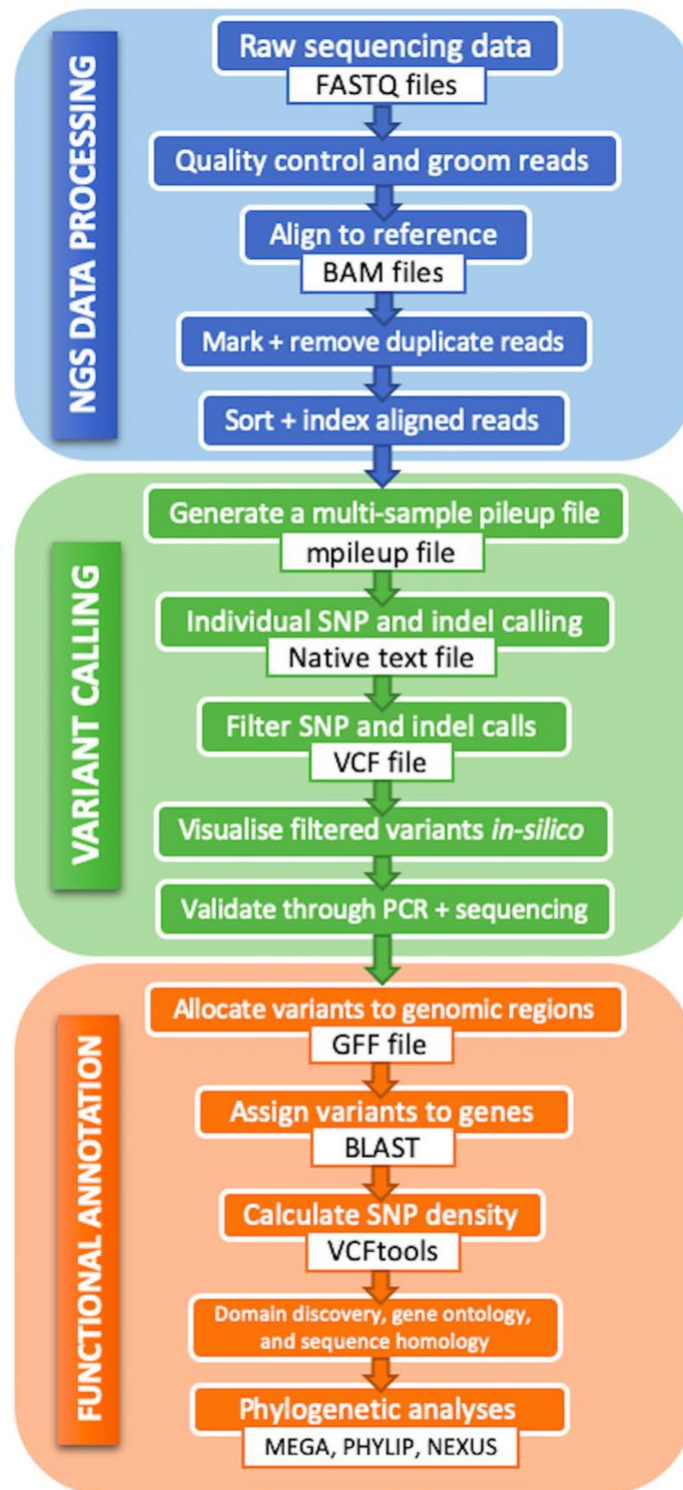 NGS DATA PROCESSING
Raw sequencing data
FASTQ files
Quality control and groom reads
Align to reference
BAM files
Mark + remove duplicate reads
Sort + index aligned reads
VARIANT CALLING
Generate a multi-sample pileup file
mpileup file
Individual SNP and indel calling
Native text file
Filter SNP and indel calls
VCF file
Visualise filtered variants in-silico
Validate through PCR + sequencing
FUNCTIONAL ANNOTATION
Allocate variants to genomic regions
GFF file
Assign variants to genes
BLAST
Calculate SNP density
VCFtools
Domain discovery, gene ontology,
and sequence homology
Phylogenetic analyses
MEGA, PHYLIP, NEXUS